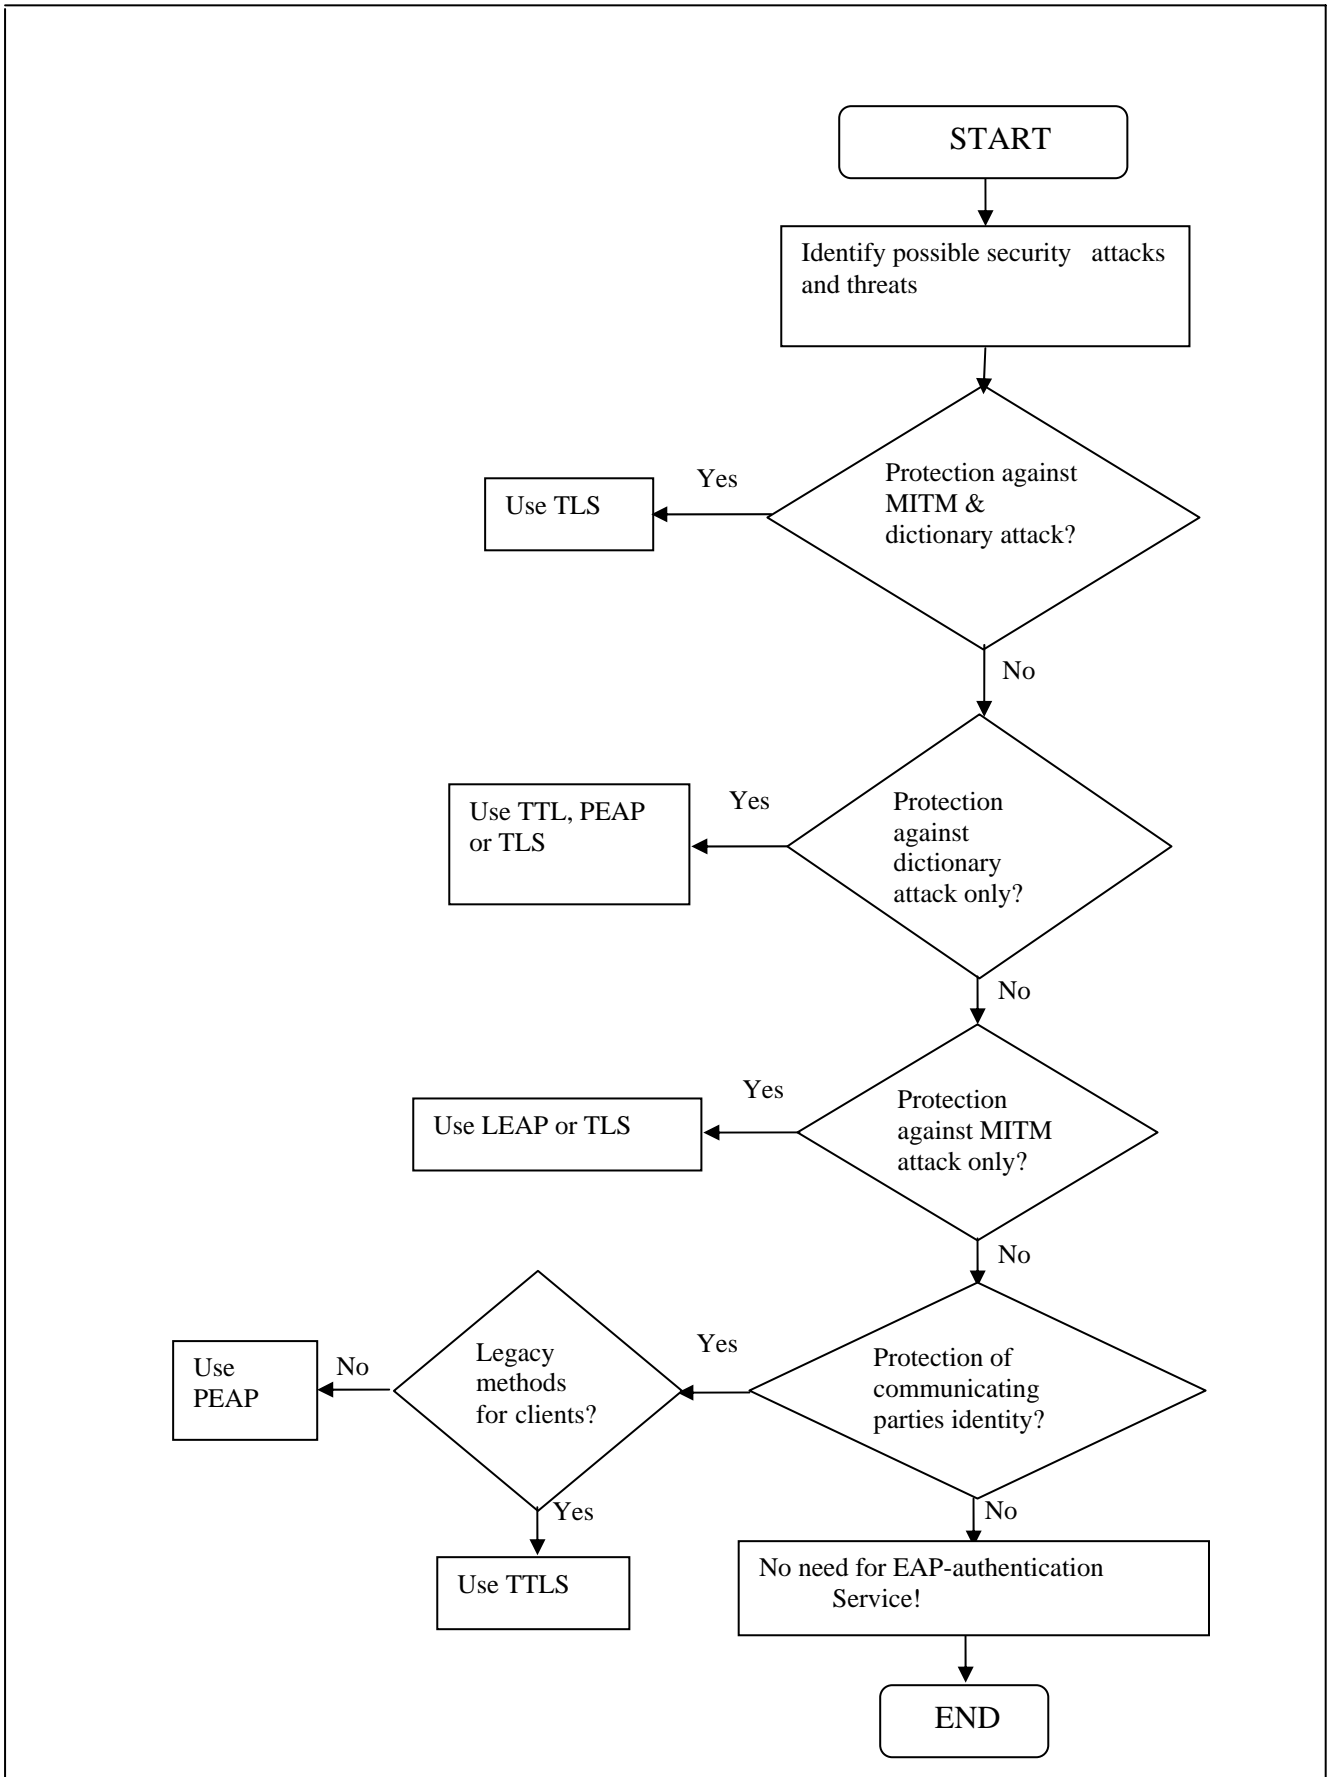 START
Identify possible security attacks
and threats
Yes
Protection against
MITM &
dictionary attack?
Use TLS
No
Yes
Protection
against
dictionary
attack only?
Use TTL, PEAP
or TLS
No
Yes
Protection
against MITM
attack only?
Use LEAP or TLS
No
Yes
Protection of
communicating
parties identity?
Legacy
methods
for clients?
No
Use
PEAP
Yes
Use TTLS
No
No need for EAP-authentication
Service!
END